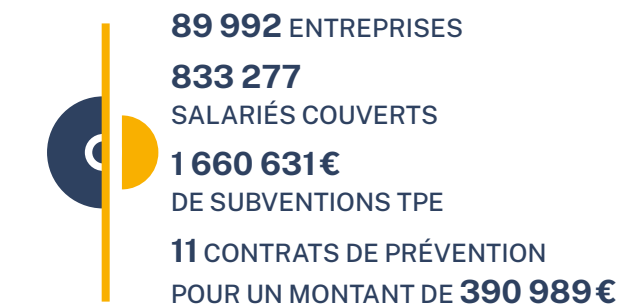 89 992 ENTREPRISES
833 277
SALARIÉS COUVERTS
1 660 631 €
DE SUBVENTIONS TPE
11 CONTRATS DE PRÉVENTION
POUR UN MONTANT DE 390 989 €